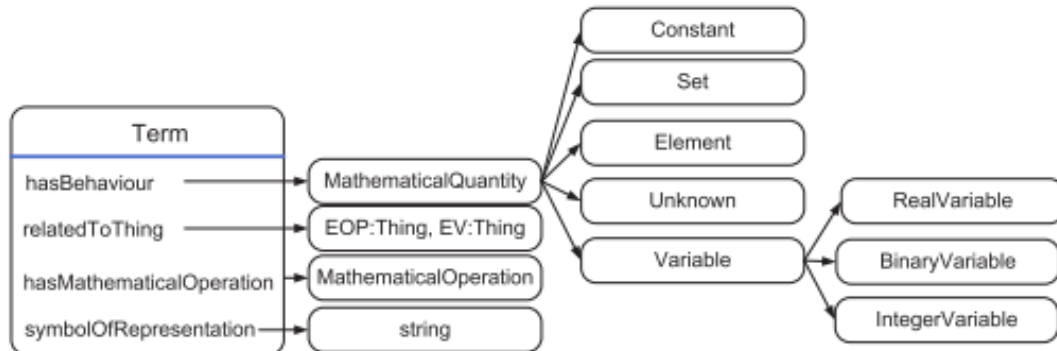 Term
hasBehaviour
relatedToThing
hasMathematicalOperation
symbolOfRepresentation
MathematicalQuantity
EOP:Thing, EV:Thing
MathematicalOperation
string
Constant
Set
Element
Unknown
Variable
RealVariable
BinaryVariable
IntegerVariable